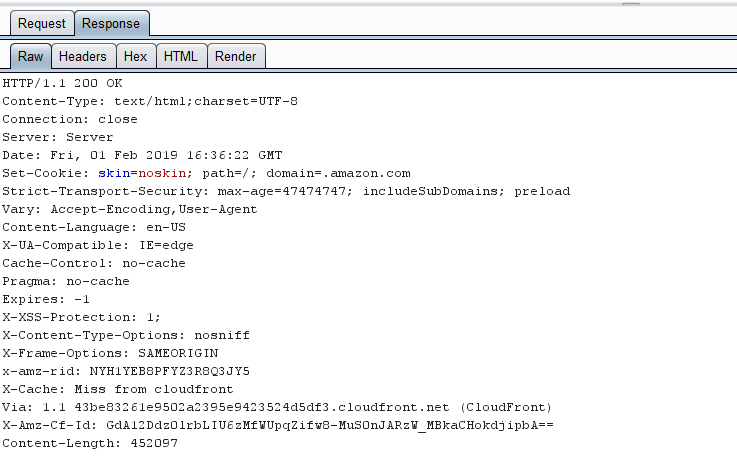 Request Response
Raw Headers Hex HTML Render
HTTP/1.1 200 OK
Content-Type: text/html;charset=UTF-8
Connection: close
Server: Server
Date: Fri, 01 Feb 2019 16:36:22 GMT
Set-Cookie: skin=noskin; path=/; domain=.amazon.com
Strict-Transport-Security: max-age=47474747; includeSubDomains; preload
Vary: Accept-Encoding,User-Agent
Content-Language: en-US
X-UA-Compatible: IE=edge
Cache-Control: no-cache
Pragma: no-cache
Expires: -1
X-XSS-Protection: 1;
X-Content-Type-Options: nosniff
X-Frame-Options: SAMEORIGIN
x-amz-rid: NYH1YEB8PFYZ3R8Q3JY5
X-Cache: Miss from cloudfront
Via: 1.1 43be83261e9502a2395e9423524d5df3.cloudfront.net (CloudFront)
X-Amz-Cf-Id: GdA12DdzOlrbLIU6zMfWUpqZifw8-MuSOnJARzW_MBkaCHokdjipbA==
Content-Length: 452097